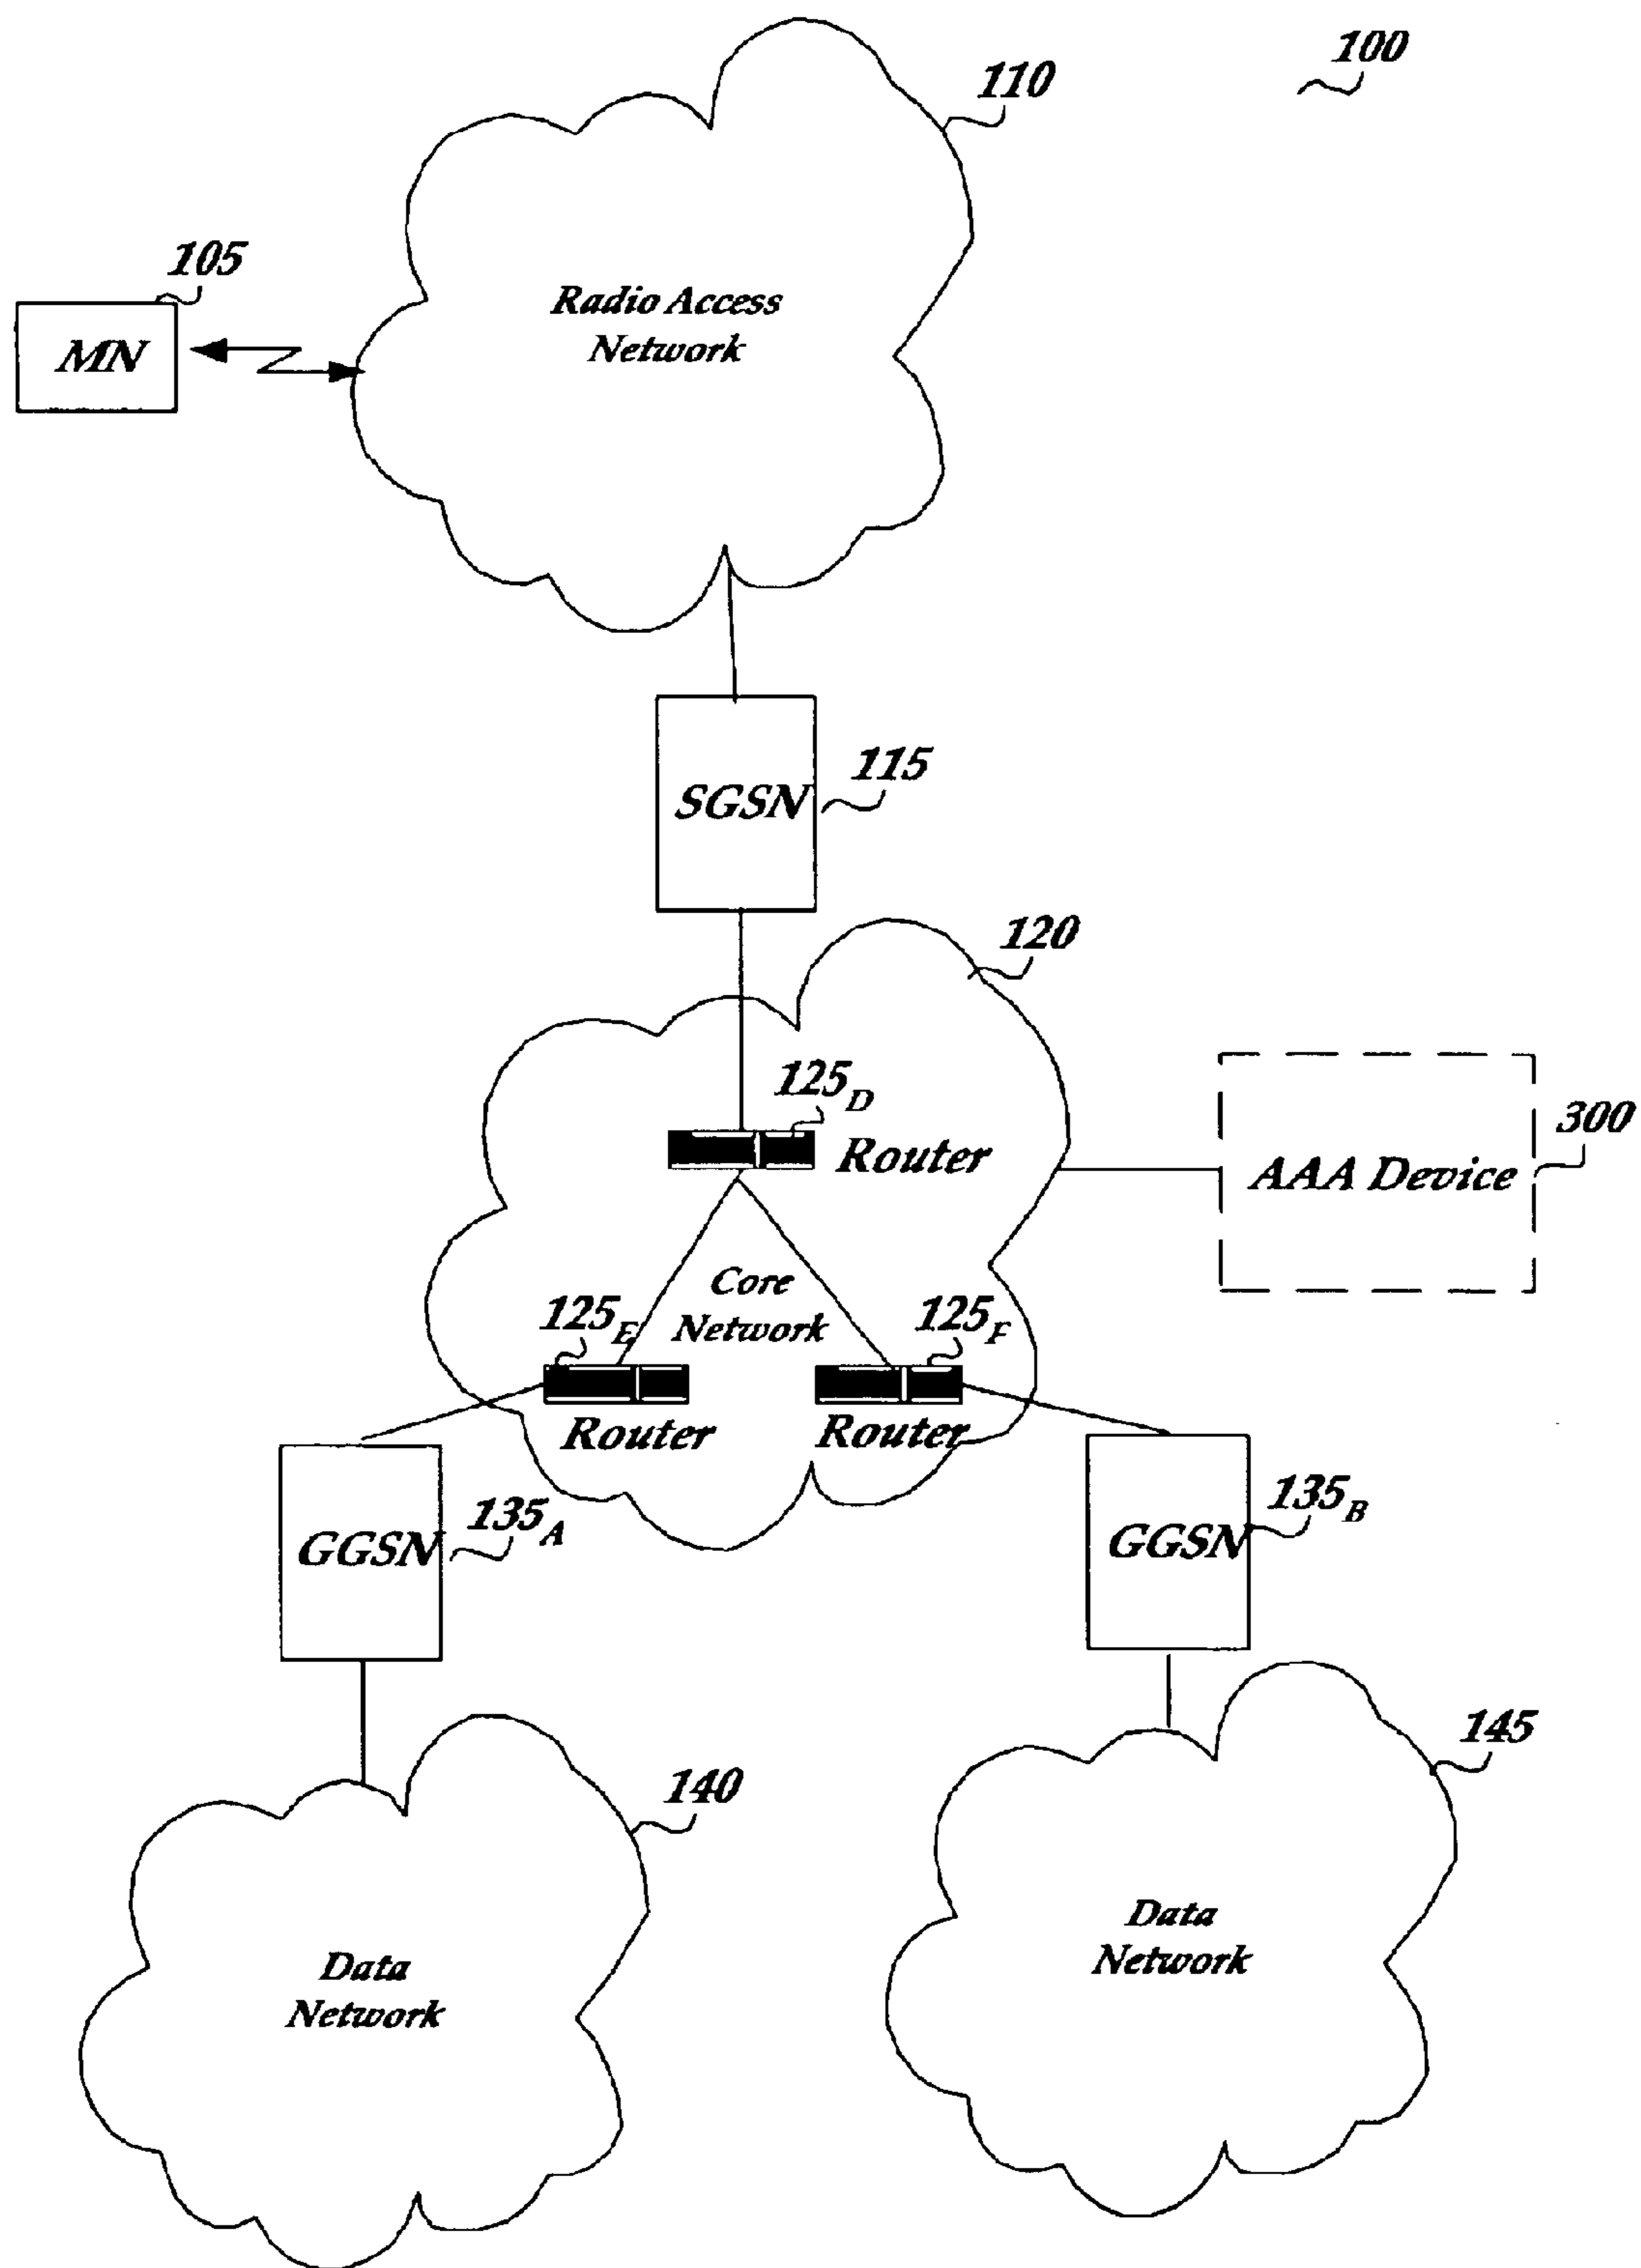 100
110
105
MN
Radio Access
Network
115
SGSN
120
125D
Router
300
AAA Device
Core
Network
125E
125F
Router
Router
135A
GGSN
135B
GGSN
145
140
Data
Network
Data
Network